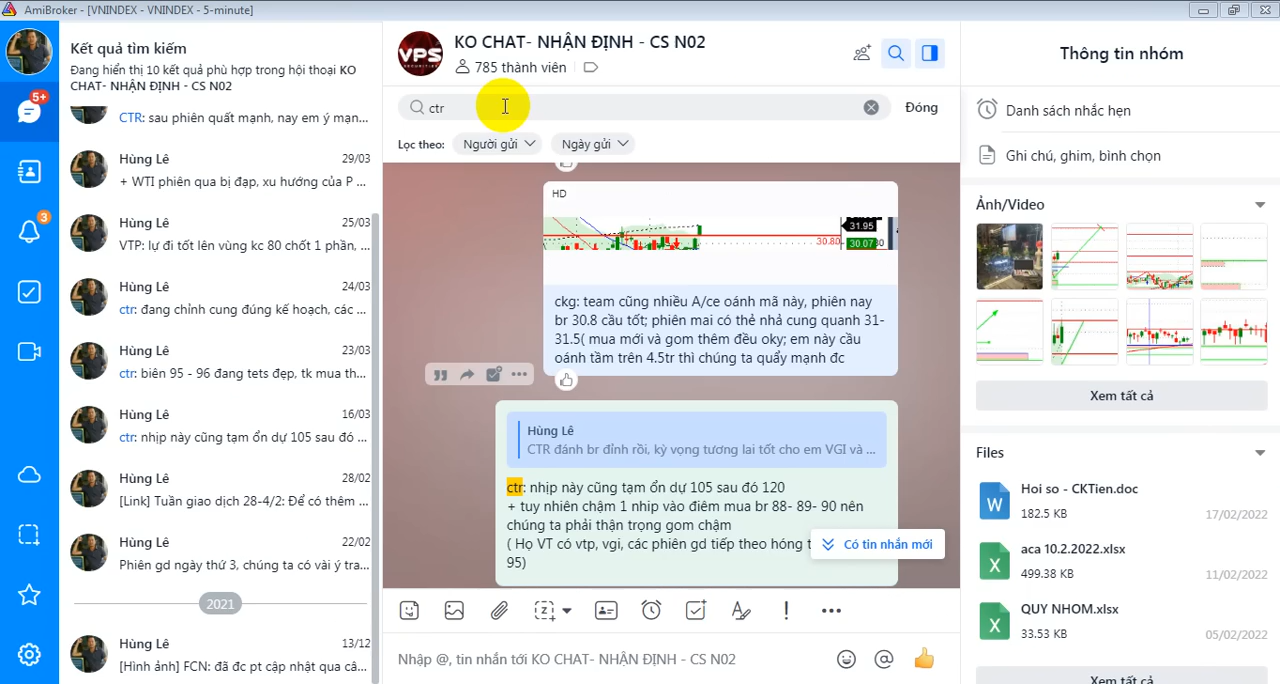 AmiBroker - [VNINDEX - VNINDEX - 5-minute]
5+
3
Kết quả tìm kiếm
Đang hiển thị 10 kết quả phù hợp trong hội thoại KO
CHAT- NHẬN ĐỊNH - CS N02
CTR: sau phiên quất mạnh, nay em ý mạn...
Hùng Lê 29/03
+ WTI phiên qua bị đạp, xu hướng của P ...
Hùng Lê 25/03
VTP: lự đi tốt lên vùng kc 80 chốt 1 phần, ...
Hùng Lê 24/03
ctr: đang chỉnh cung đúng kế hoạch, các ...
Hùng Lê 23/03
ctr: biên 95 - 96 đang tets đẹp, tk mua th...
Hùng Lê 16/03
ctr: nhịp này cũng tạm ổn dự 105 sau đó ...
Hùng Lê 28/02
[Link] Tuần giao dịch 28-4/2: Để có thêm ...
Hùng Lê 22/02
Phiên gd ngày thứ 3, chúng ta có vài ý tra...
2021
Hùng Lê 13/12
[Hình ảnh] FCN: đã đc pt cập nhật qua câ...
VPS
SECURITIES
KO CHAT- NHẬN ĐỊNH - CS N02
785 thành viên
ctr
Đóng
Lọc theo: Người gửi Ngày gửi
HD
31.95
30.80
30.07
ckg: team cũng nhiều A/ce oánh mã này, phiên nay
br 30.8 cầu tốt; phiên mai có thẻ nhả cung quanh 31-
31.5( mua mới và gom thêm đều oky; em này cầu
oánh tầm trên 4.5tr thì chúng ta quẩy mạnh đc
Hùng Lê
CTR đánh br đỉnh rồi, kỳ vọng tương lai tốt cho em VGI và ...
ctr: nhịp này cũng tạm ổn dự 105 sau đó 120
+ tuy nhiên chậm 1 nhip vào điêm mua br 88- 89- 90 nên
chúng ta phải thận trọng gom chậm
( Họ VT có vtp, vgi, các phiên gd tiếp theo hóng t
95)
Có tin nhắn mới
Nhập @, tin nhắn tới KO CHAT- NHẬN ĐỊNH - CS N02
Thông tin nhóm
Danh sách nhắc hẹn
Ghi chú, ghim, bình chọn
Ảnh/Video
Xem tất cả
Files
Hoi so - CKTien.doc
182.5 KB 17/02/2022
aca 10.2.2022.xlsx
499.38 KB 11/02/2022
QUY NHOM.xlsx
33.53 KB 05/02/2022
Xem tất cả